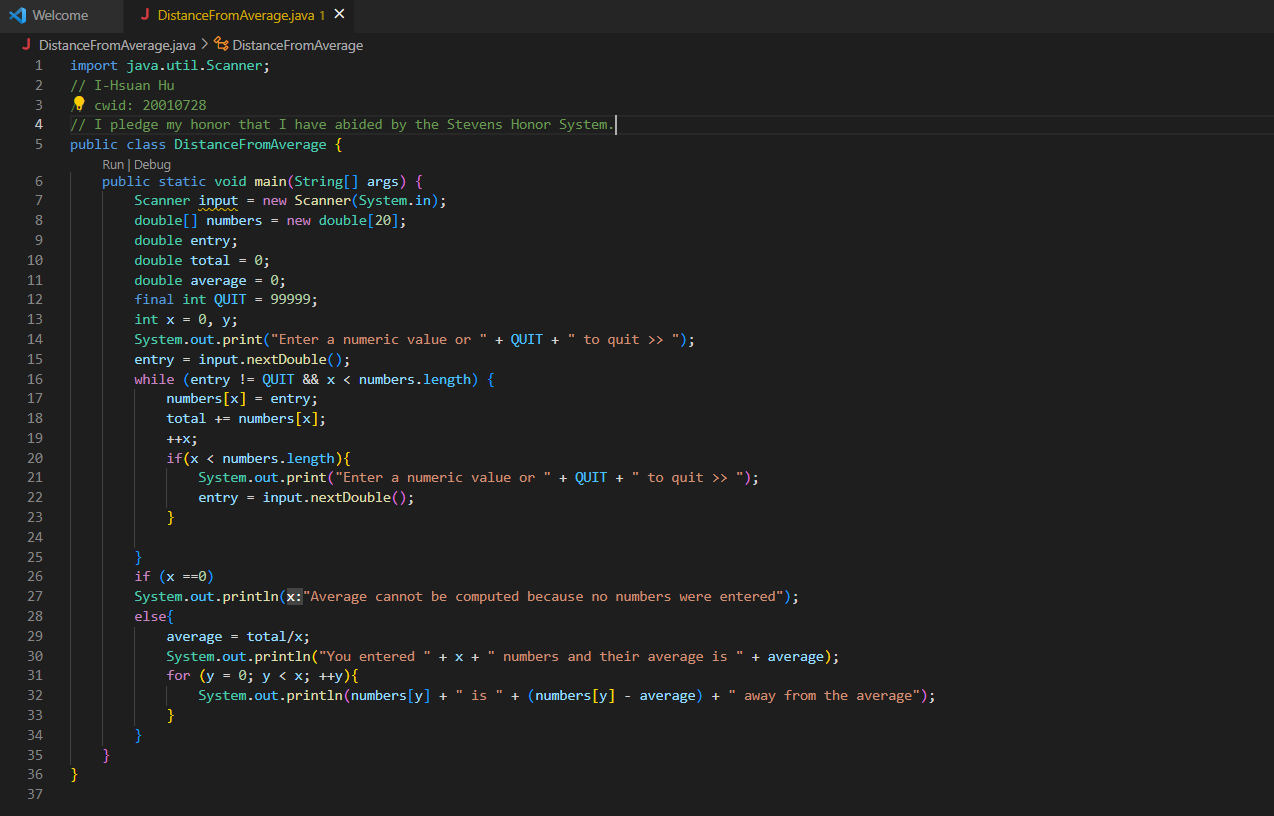 Welcome
DistanceFromAverage.java 1
DistanceFromAverage.java > DistanceFromAverage
1 import java.util.Scanner;
2 // I-Hsuan Hu
3 / cwid: 20010728
4 // I pledge my honor that I have abided by the Stevens Honor System.
5 public class DistanceFromAverage {
Run | Debug
6 public static void main(String[] args) {
7 Scanner input = new Scanner(System.in);
8 double[] numbers = new double[20];
9 double entry;
10 double total = 0;
11 double average = 0;
12 final int QUIT = 99999;
13 int x = 0, y;
14 System.out.print("Enter a numeric value or " + QUIT + " to quit >> ");
15 entry = input.nextDouble();
16 while (entry != QUIT && x < numbers.length) {
17 numbers[x] = entry;
18 total += numbers[x];
19 ++x;
20 if(x < numbers.length){
21 System.out.print("Enter a numeric value or " + QUIT + " to quit >> ");
22 entry = input.nextDouble();
23 }
24
25 }
26 if (x ==0)
27 System.out.println(x:"Average cannot be computed because no numbers were entered");
28 else{
29 average = total/x;
30 System.out.println("You entered " + x + " numbers and their average is " + average);
31 for (y = 0; y < x; ++y){
32 System.out.println(numbers[y] + " is " + (numbers[y] - average) + " away from the average");
33 }
34 }
35 }
36 }
37